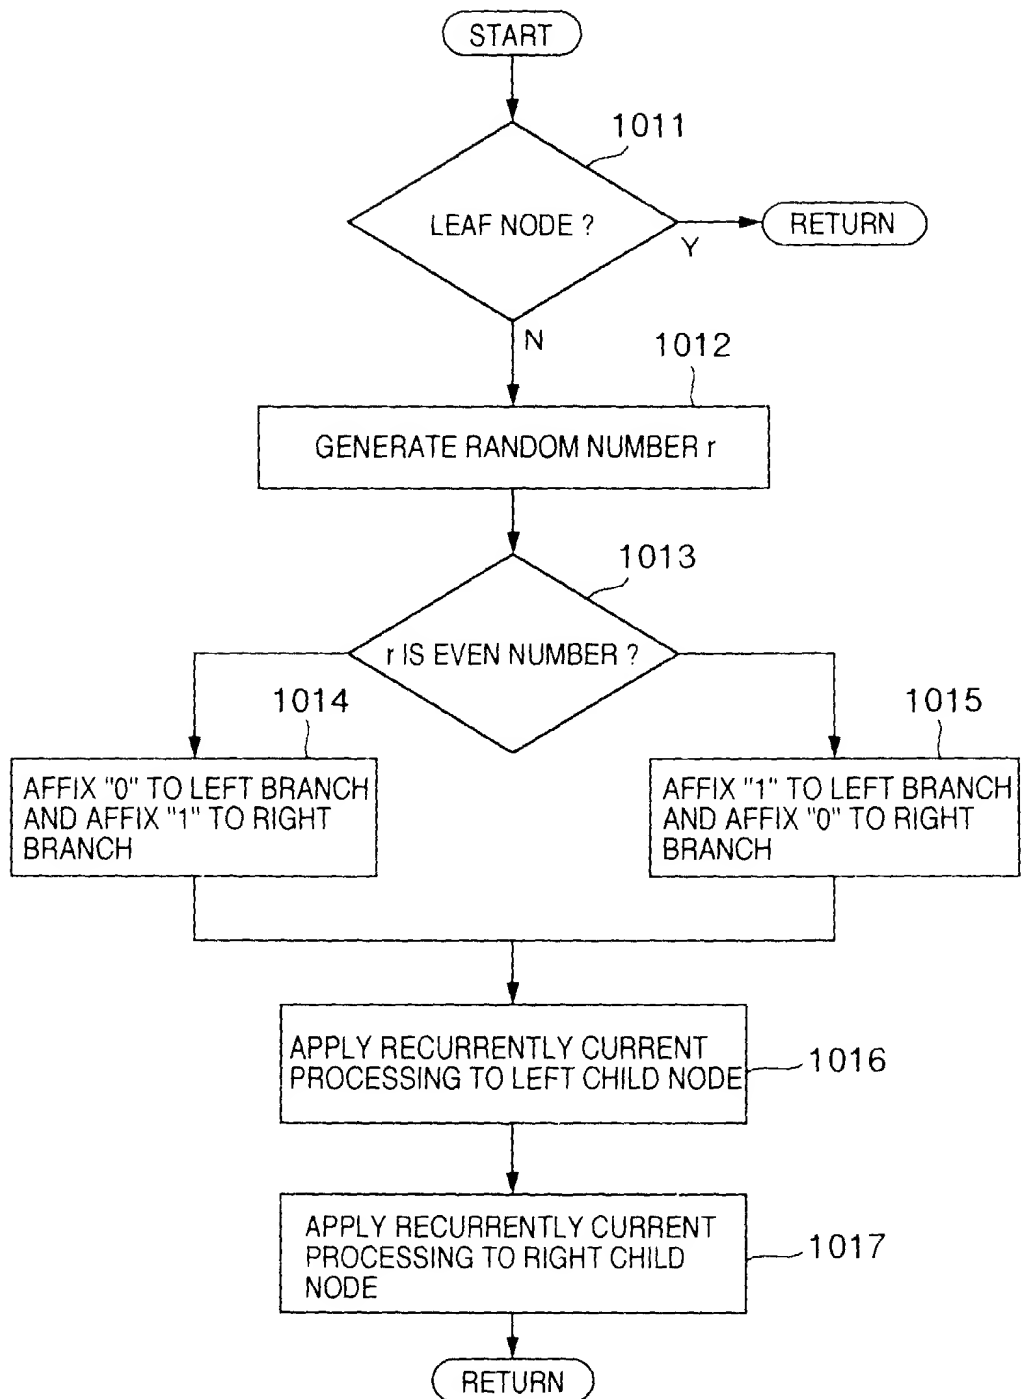 START
1011
LEAF NODE ?
Y
RETURN
N
1012
GENERATE RANDOM NUMBER r
1013
r IS EVEN NUMBER ?
1014
1015
AFFIX "0" TO LEFT BRANCH
AND AFFIX "1" TO RIGHT
BRANCH
AFFIX "1" TO LEFT BRANCH
AND AFFIX "0" TO RIGHT
BRANCH
APPLY RECURRENTLY CURRENT
PROCESSING TO LEFT CHILD NODE
1016
APPLY RECURRENTLY CURRENT
PROCESSING TO RIGHT CHILD
NODE
1017
RETURN